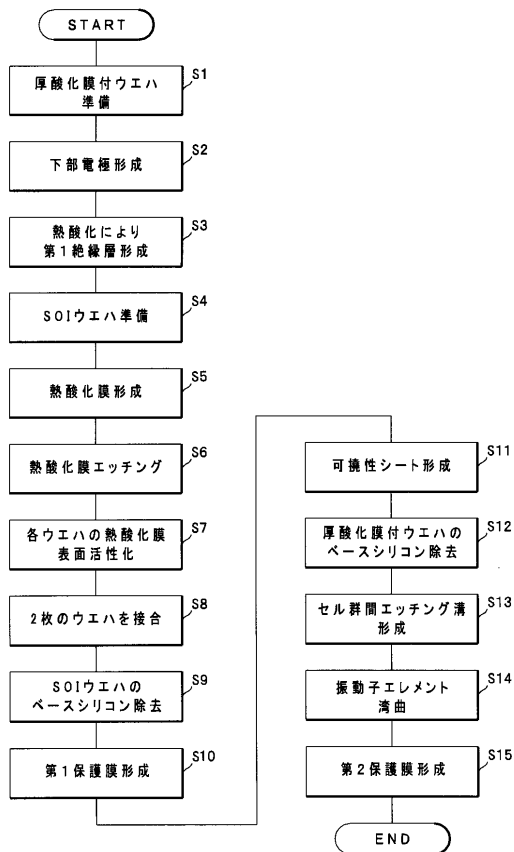 START
S1
厚酸化膜付ウエハ
準備
S2
下部電極形成
S3
熱酸化により
第1絶縁層形成
S4
SOIウエハ準備
S5
熱酸化膜形成
S6
熱酸化膜エッチング
S7
各ウエハの熱酸化膜
表面活性化
S8
2枚のウエハを接合
S9
SOIウエハの
ベースシリコン除去
S10
第1保護膜形成
S11
可撓性シート形成
S12
厚酸化膜付ウエハの
ベースシリコン除去
S13
セル群間エッチング溝
形成
S14
振動子エレメント
湾曲
S15
第2保護膜形成
END